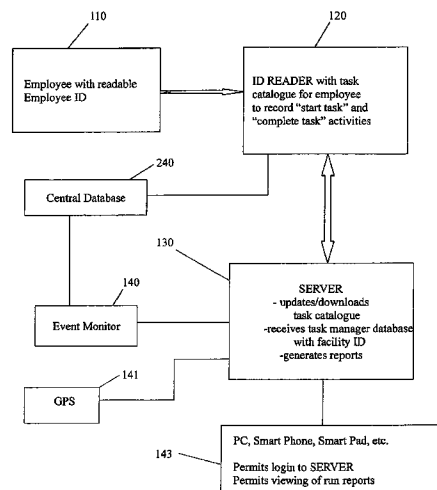 110
120
Employee with readable
Employee ID
ID READER with task
catalogue for employee
to record "start task" and
"complete task" activities
240
Central Database
130
140
Event Monitor
SERVER
- updates/downloads
task catalogue
-receives task manager database
with facility ID
-generates reports
141
GPS
143
PC, Smart Phone, Smart Pad, etc.
Permits login to SERVER
Permits viewing of run reports